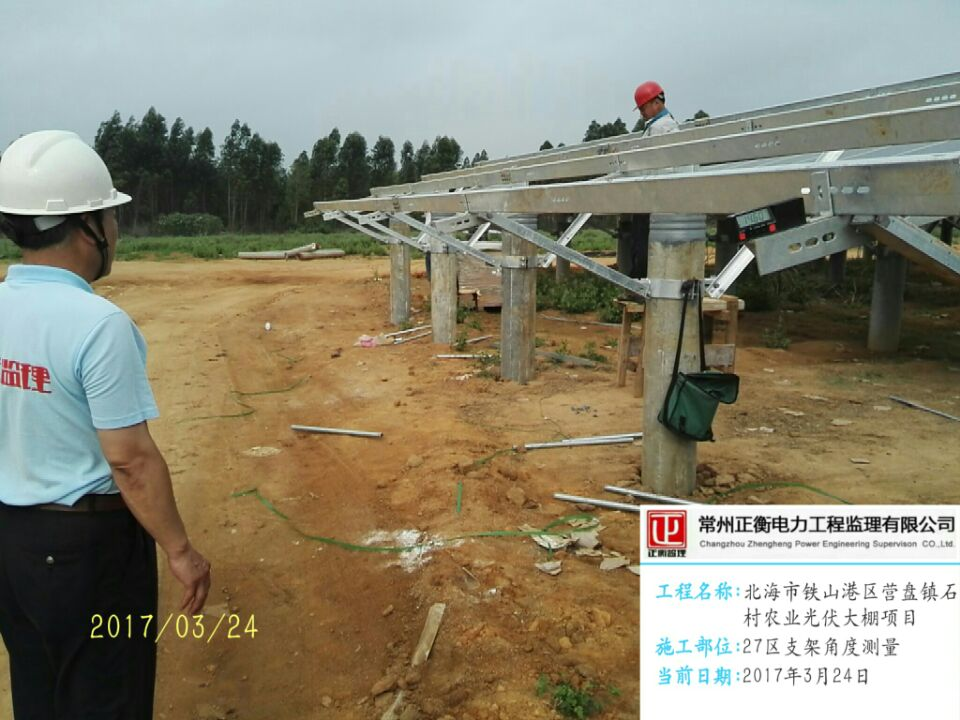 监理
2017/03/24
正衡监理
常州正衡电力工程监理有限公司
Changzhou Zhengheng Power Engineering Supervison CO.,Ltd.
工程名称:北海市铁山港区营盘镇石
村农业光伏大棚项目
施工部位:27区支架角度测量
当前日期:2017年3月24日